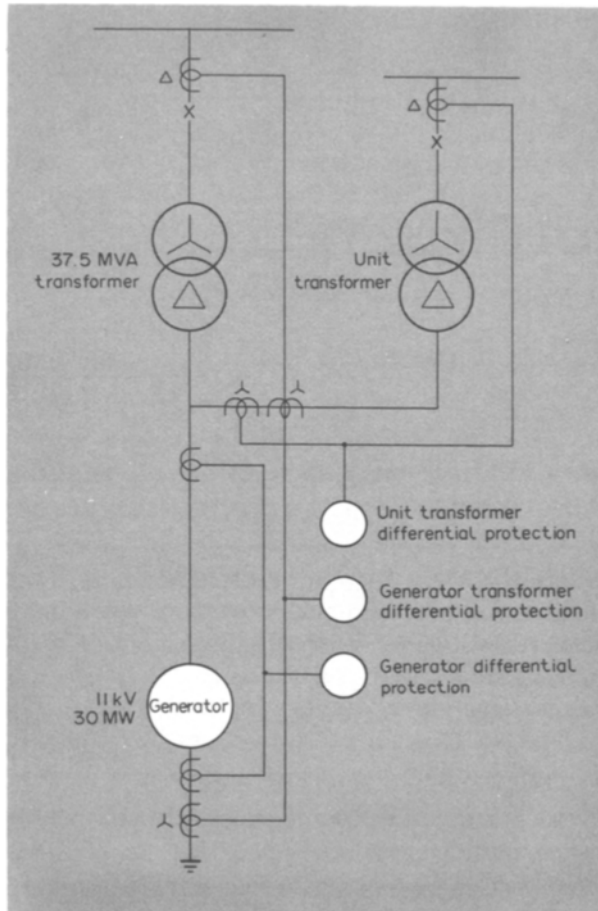 37.5 MVA
transformer
Unit
transformer
Unit transformer
differential protection
Generator transformer
differential protection
Generator differential
protection
11 kV
30 MW
Generator